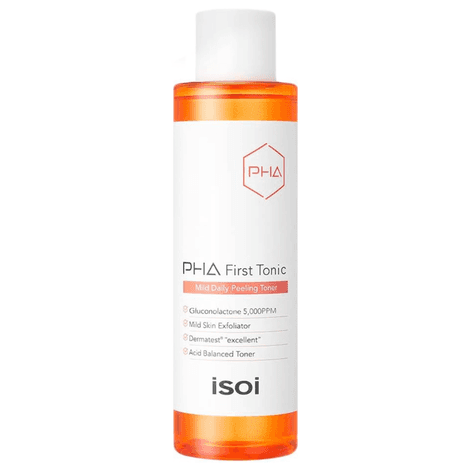 PHA
PHA First Tonic
Mild Daily Peeling Toner
Gluconolactone 5,000PPM
Mild Skin Exfoliator
Dermatest® "excellent"
Acid Balanced Toner
isoi